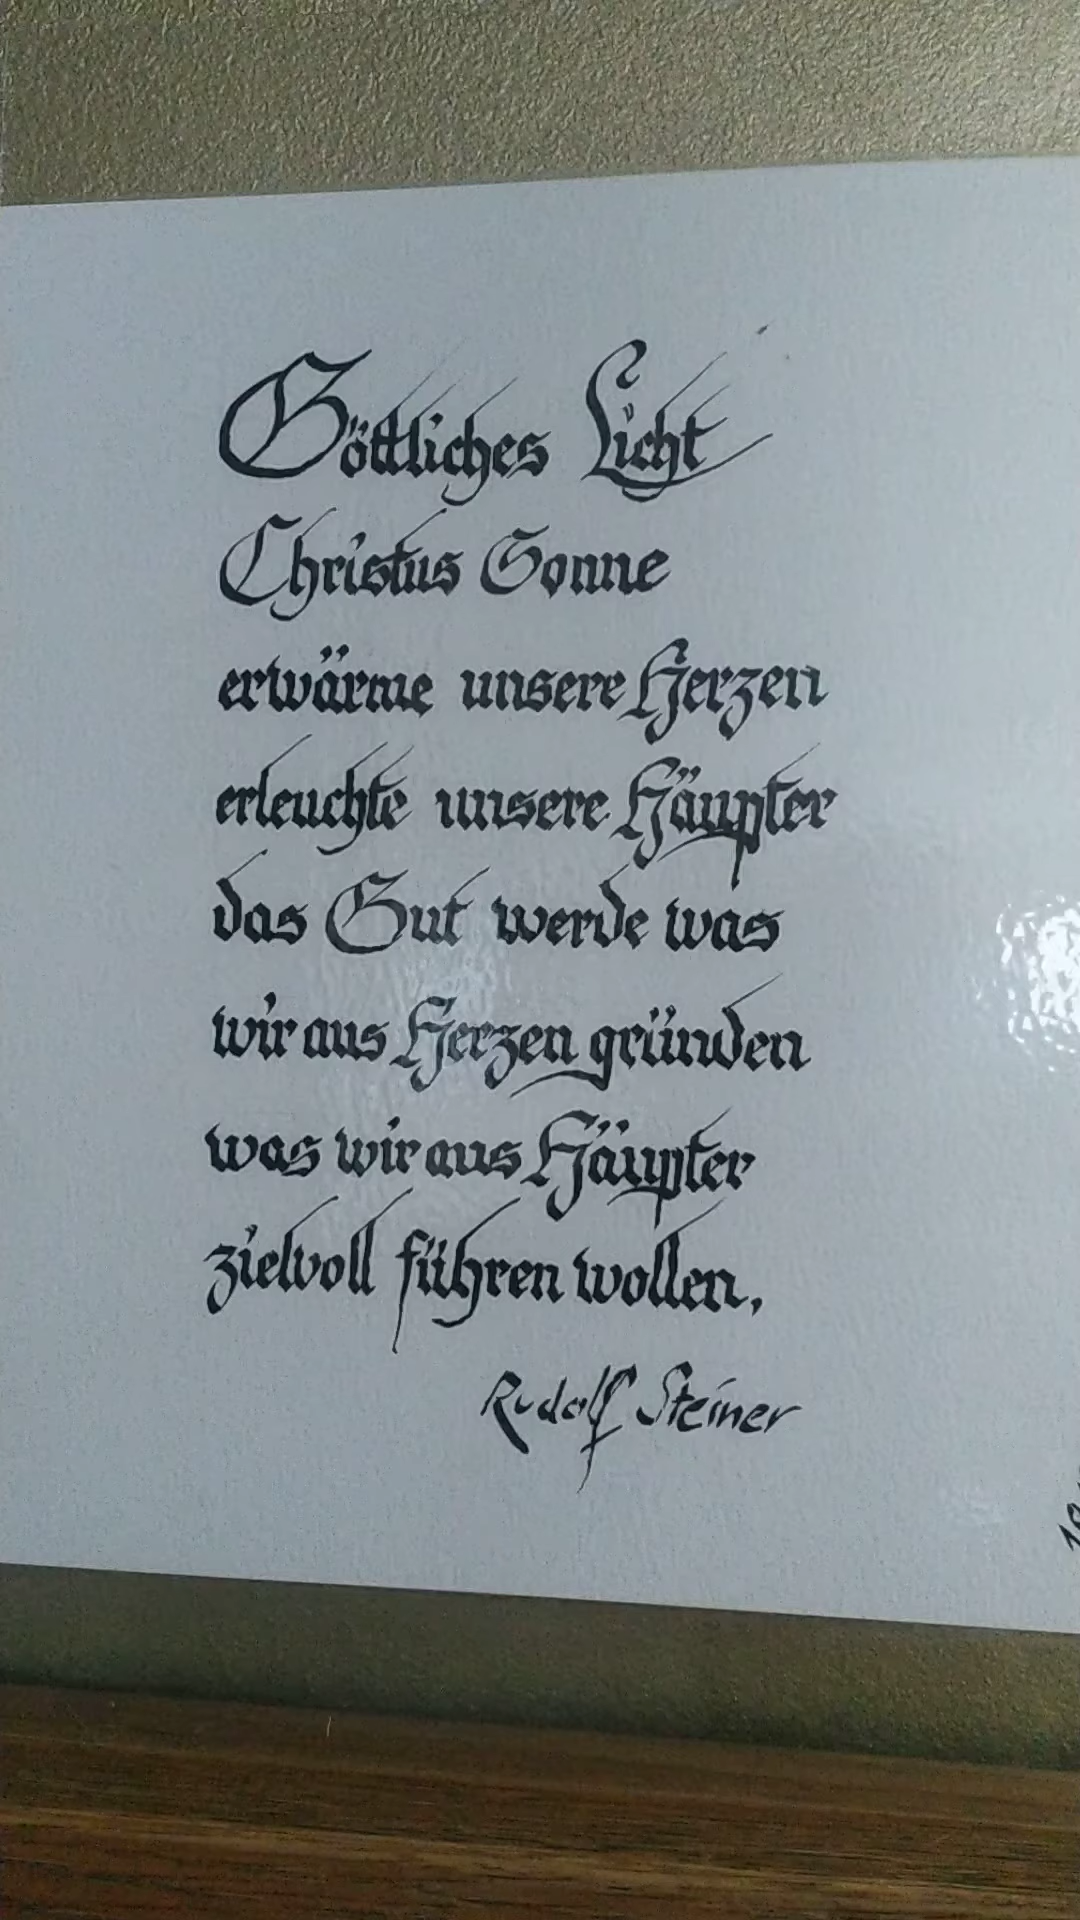 Göttliches Licht
Christus Sonne
erwärme unsere Herzen
erleuchte unsere Häupter
das Gut werde was
wir aus Herzen gründen
was wir aus Häupter
zielvoll führen wollen.
Rudolf Steiner